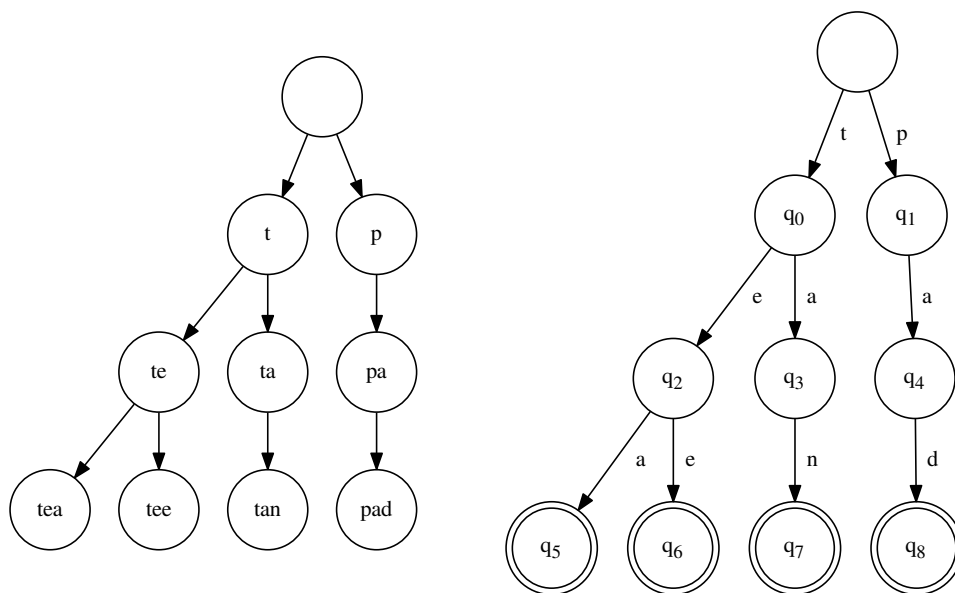 t p
te ta pa
tea tee tan pad
t p
q0 q1
e a a
q2 q3 q4
a e n d
q5 q6 q7 q8